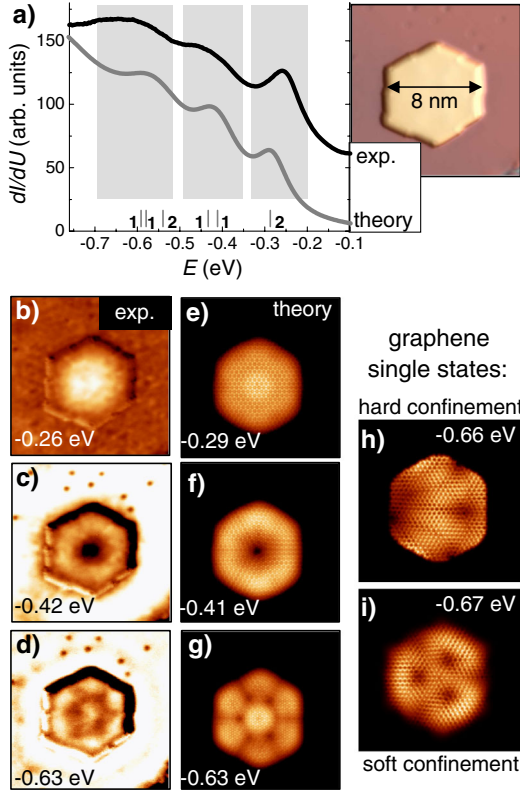 a)
dI/dU (arb. units)
175
150
100
50
0
8 nm
exp.
theory
1 1 2 1 1 2
-0.7 -0.6 -0.5 -0.4 -0.3 -0.2 -0.1
E (eV)
b) exp.
-0.26 eV
e) theory
-0.29 eV
graphene
single states:
hard confinement
h) -0.66 eV
c)
-0.42 eV
f)
-0.41 eV
i) -0.67 eV
d)
-0.63 eV
g)
-0.63 eV
soft confinement